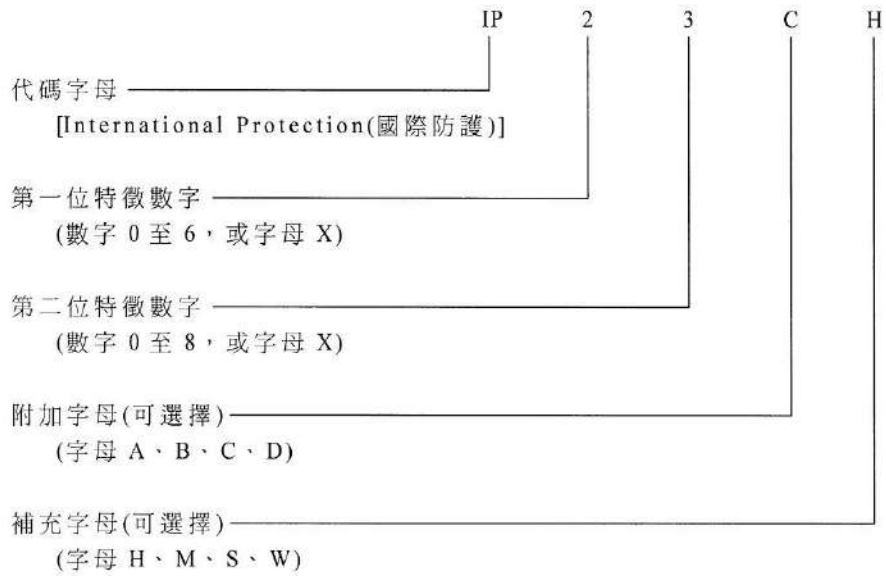 IP 2 3 C H
代碼字母
[International Protection(國際防護)]
第一位特徵數字
(數字 0 至 6，或字母 X)
第二位特徵數字
(數字 0 至 8，或字母 X)
附加字母(可選擇)
(字母 A、B、C、D)
補充字母(可選擇)
(字母 H、M、S、W)